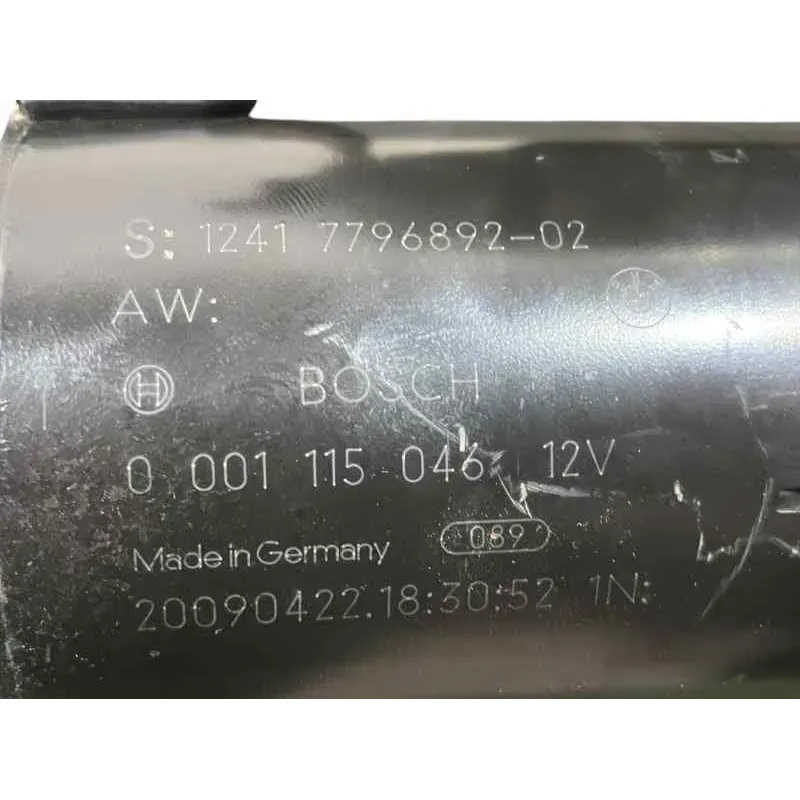 S: 1241 7796892-02
AW:
BOSCH
0 001 115 046 12V
089
Made in Germany
20090422.18:30:52 1N: